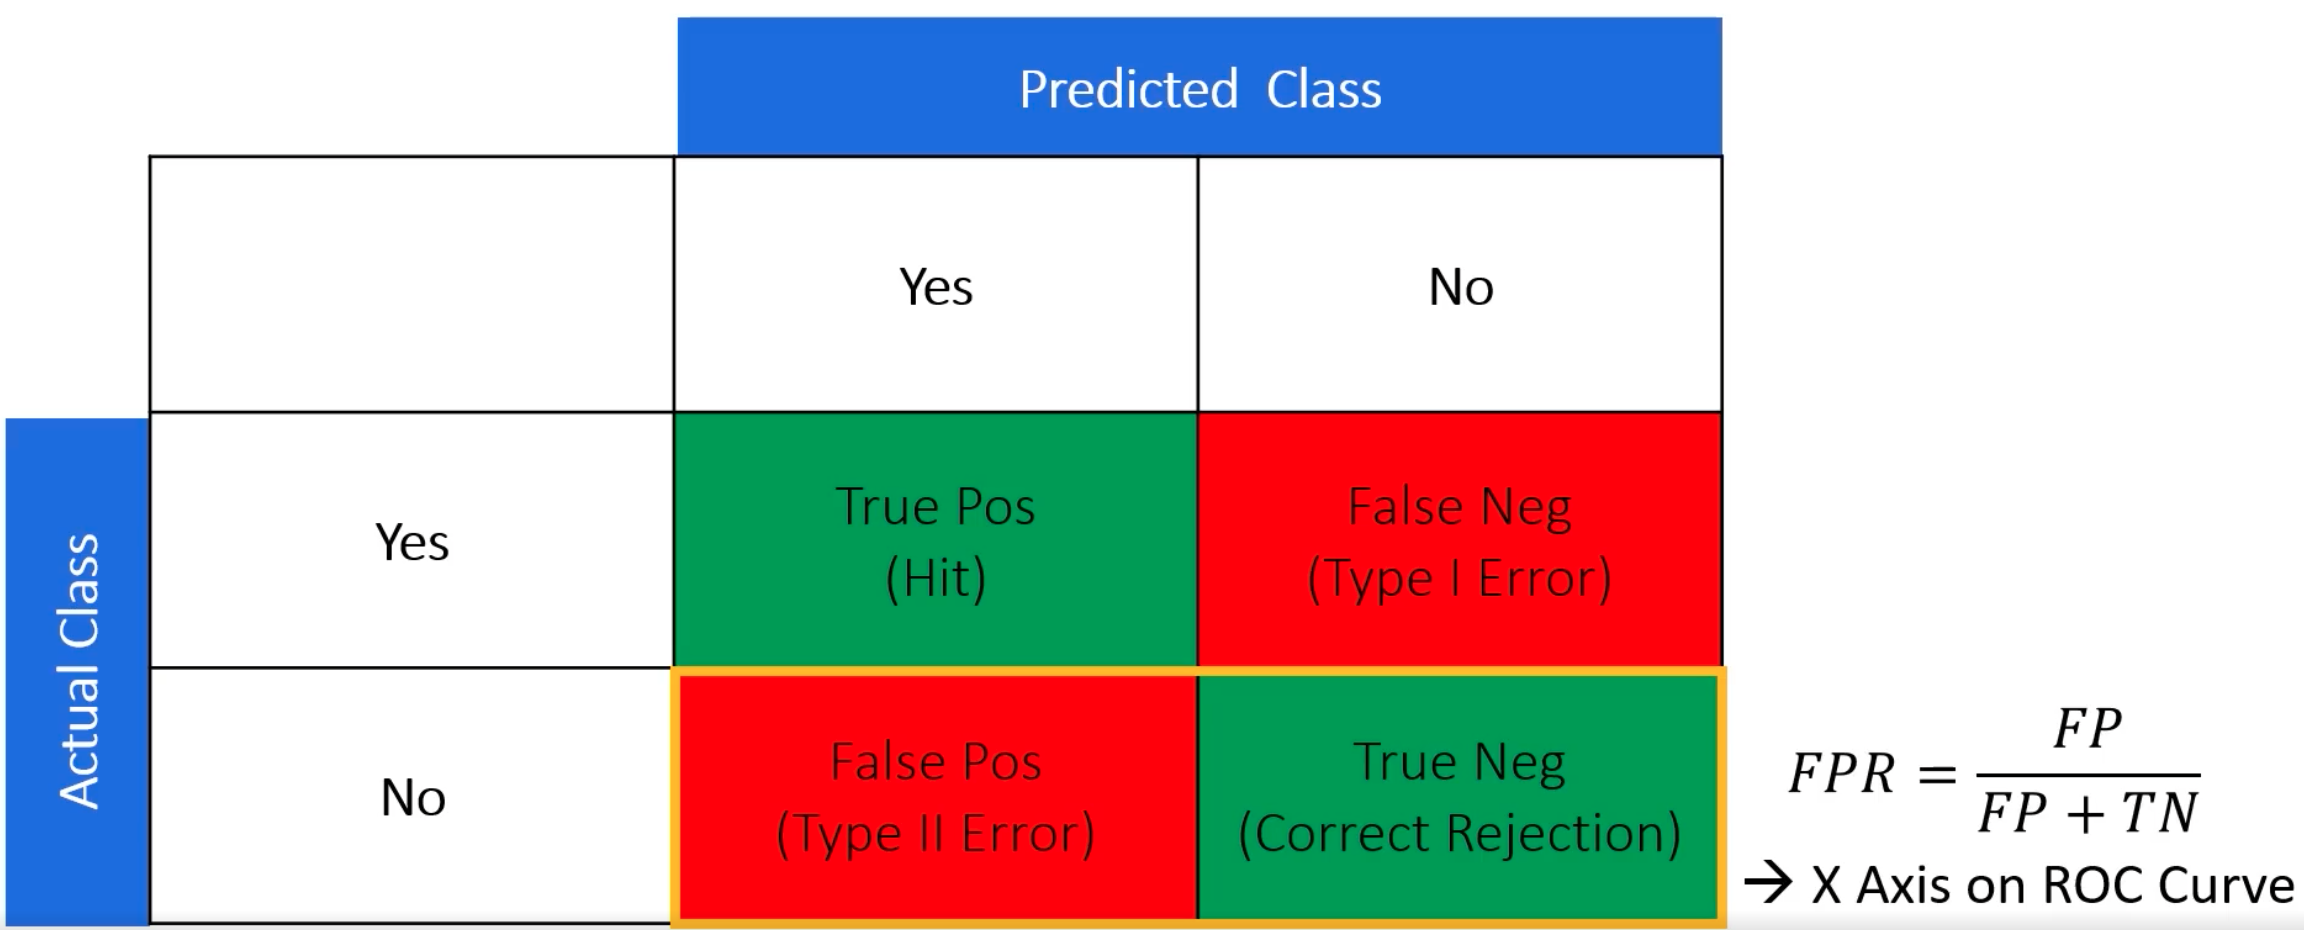 Predicted Class
Yes
No
Actual Class
Yes
True Pos
(Hit)
False Neg
(Type I Error)
No
False Pos
(Type II Error)
True Neg
(Correct Rejection)
FPR = FP / FP + TN
→ X Axis on ROC Curve